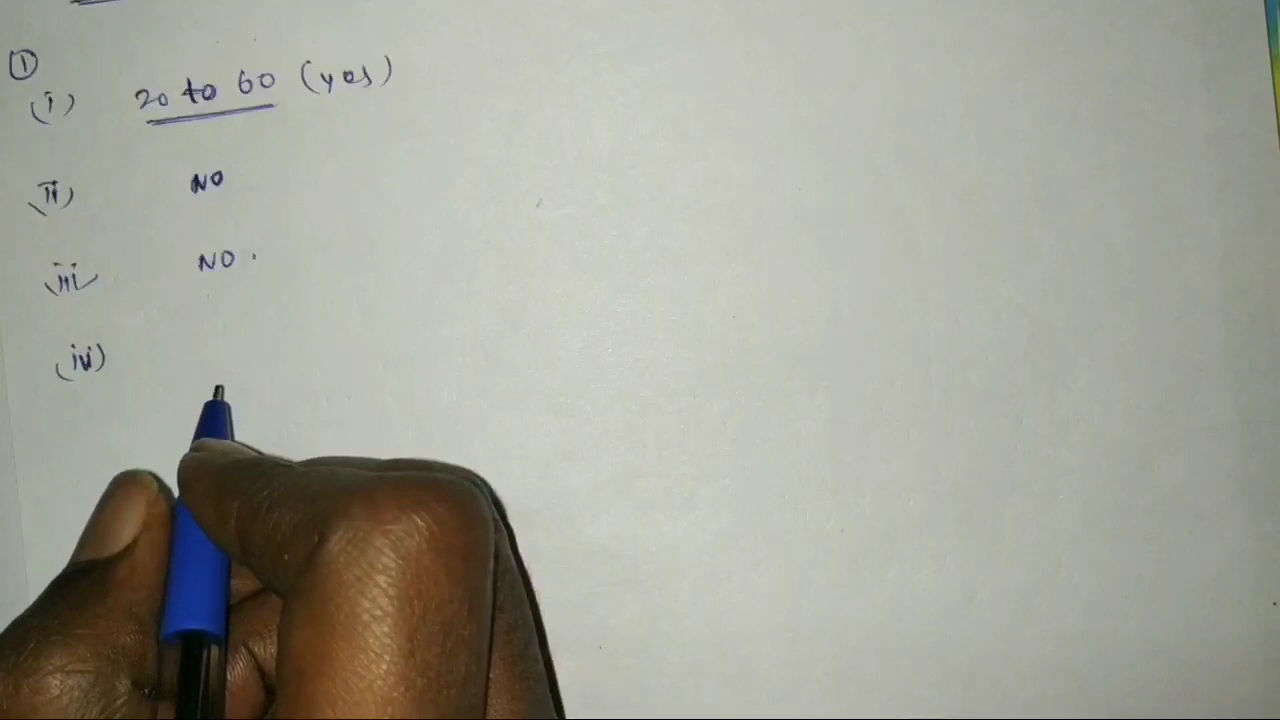 ①
(i) 20 to 60 (yes)
(ii) NO
(iii) NO.
(iv)